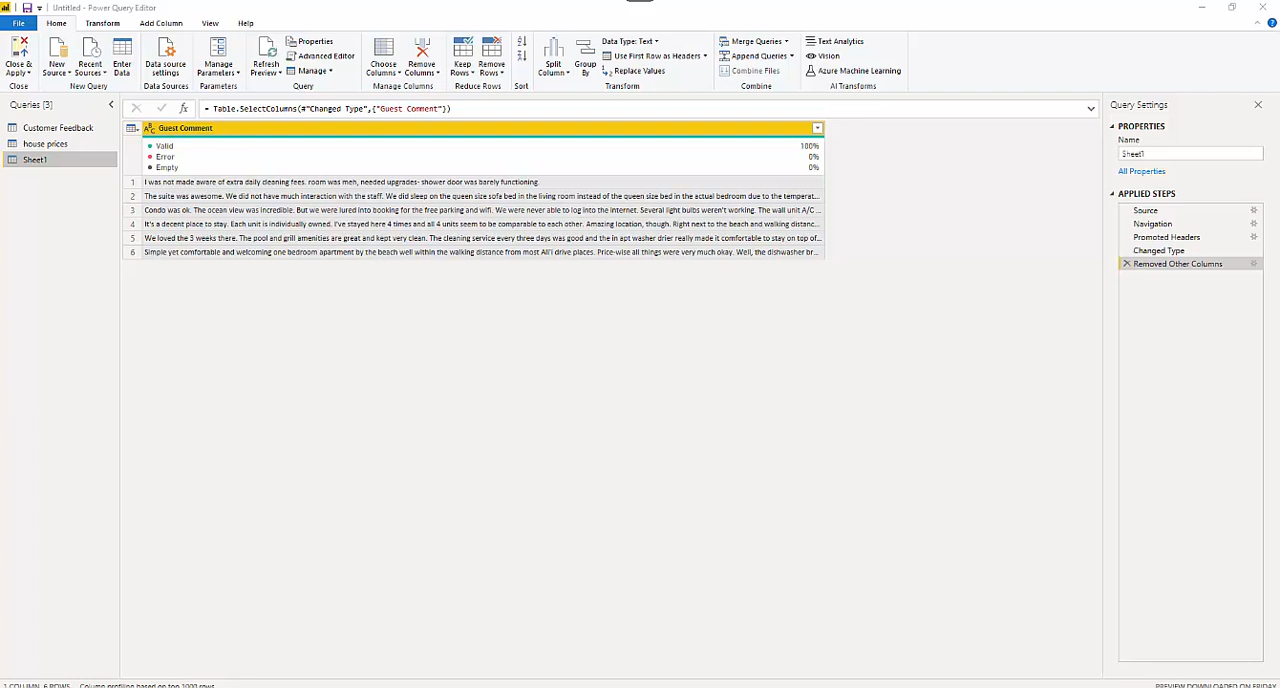 Untitled - Power Query Editor
File Home Transform Add Column View Help
Close & Apply
New Source
Recent Sources
Enter Data
Data source settings
Manage Parameters
Refresh Preview
Properties
Advanced Editor
Manage
Choose Columns
Remove Columns
Keep Rows
Remove Rows
Split Column
Group By
Data Type: Text
Use First Row as Headers
Replace Values
Merge Queries
Append Queries
Combine Files
Text Analytics
Vision
Azure Machine Learning
Close New Query Data Sources Parameters Query Manage Columns Reduce Rows Sort Transform Combine AI Transforms
Queries [3]
Customer Feedback
house prices
Sheet1
fx = Table.SelectColumns(#"Changed Type",{"Guest Comment"})
ABC Guest Comment
Valid 100%
Error 0%
Empty 0%
1 I was not made aware of extra daily cleaning fees. room was meh, needed upgrades- shower door was barely functioning.
2 The suite was awesome. We did not have much interaction with the staff. We did sleep on the queen size sofa bed in the living room instead of the queen size bed in the actual bedroom due to the temperat...
3 Condo was ok. The ocean view was incredible. But we were lured into booking for the free parking and wifi. We were never able to log into the internet. Several light bulbs weren't working. The wall unit A/C ...
4 It's a decent place to stay. Each unit is individually owned. I've stayed here 4 times and all 4 units seem to be comparable to each other. Amazing location, though. Right next to the beach and walking distanc...
5 We loved the 3 weeks there. The pool and grill amenities are great and kept very clean. The cleaning service every three days was good and the in apt washer drier really made it comfortable to stay on top of...
6 Simple yet comfortable and welcoming one bedroom apartment by the beach well within the walking distance from most All'i drive places. Price-wise all things were very much okay. Well, the dishwasher br...
Query Settings
PROPERTIES
Name
Sheet1
All Properties
APPLIED STEPS
Source
Navigation
Promoted Headers
Changed Type
Removed Other Columns
1 COLUMN, 6 ROWS Column profiling based on top 1000 rows
PREVIEW DOWNLOADED ON FRIDAY